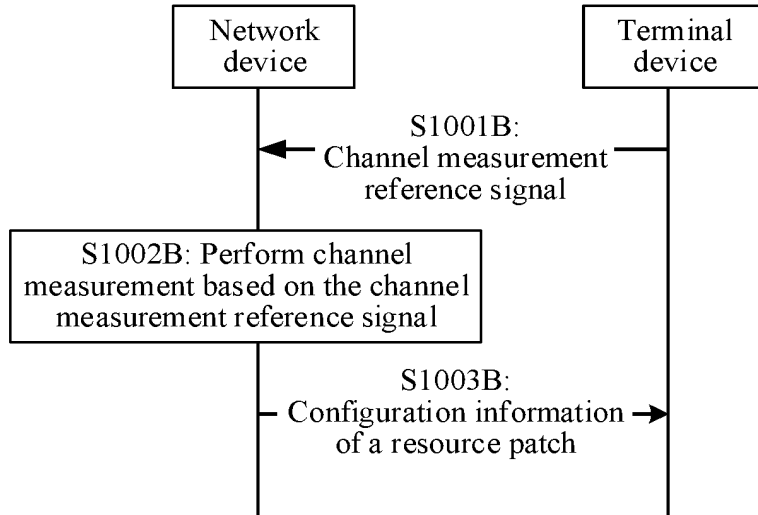 Network
device
Terminal
device
S1001B:
Channel measurement
reference signal
S1002B: Perform channel
measurement based on the channel
measurement reference signal
S1003B:
Configuration information
of a resource patch